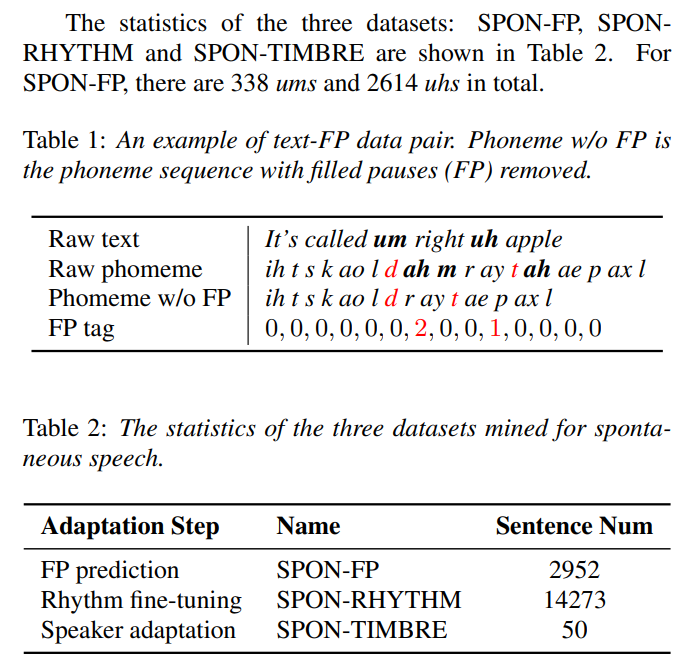 The statistics of the three datasets: SPON-FP, SPON-
RHYTHM and SPON-TIMBRE are shown in Table 2. For
SPON-FP, there are 338 ums and 2614 uhs in total.
Table 1: An example of text-FP data pair. Phoneme w/o FP is
the phoneme sequence with filled pauses (FP) removed.
Raw text It's called um right uh apple
Raw phomeme ih t s k ao l d ah m r ay t ah ae p ax l
Phomeme w/o FP ih t s k ao l d r ay t ae p ax l
FP tag 0, 0, 0, 0, 0, 0, 2, 0, 0, 1, 0, 0, 0, 0
Table 2: The statistics of the three datasets mined for sponta-
neous speech.
Adaptation Step Name Sentence Num
FP prediction SPON-FP 2952
Rhythm fine-tuning SPON-RHYTHM 14273
Speaker adaptation SPON-TIMBRE 50